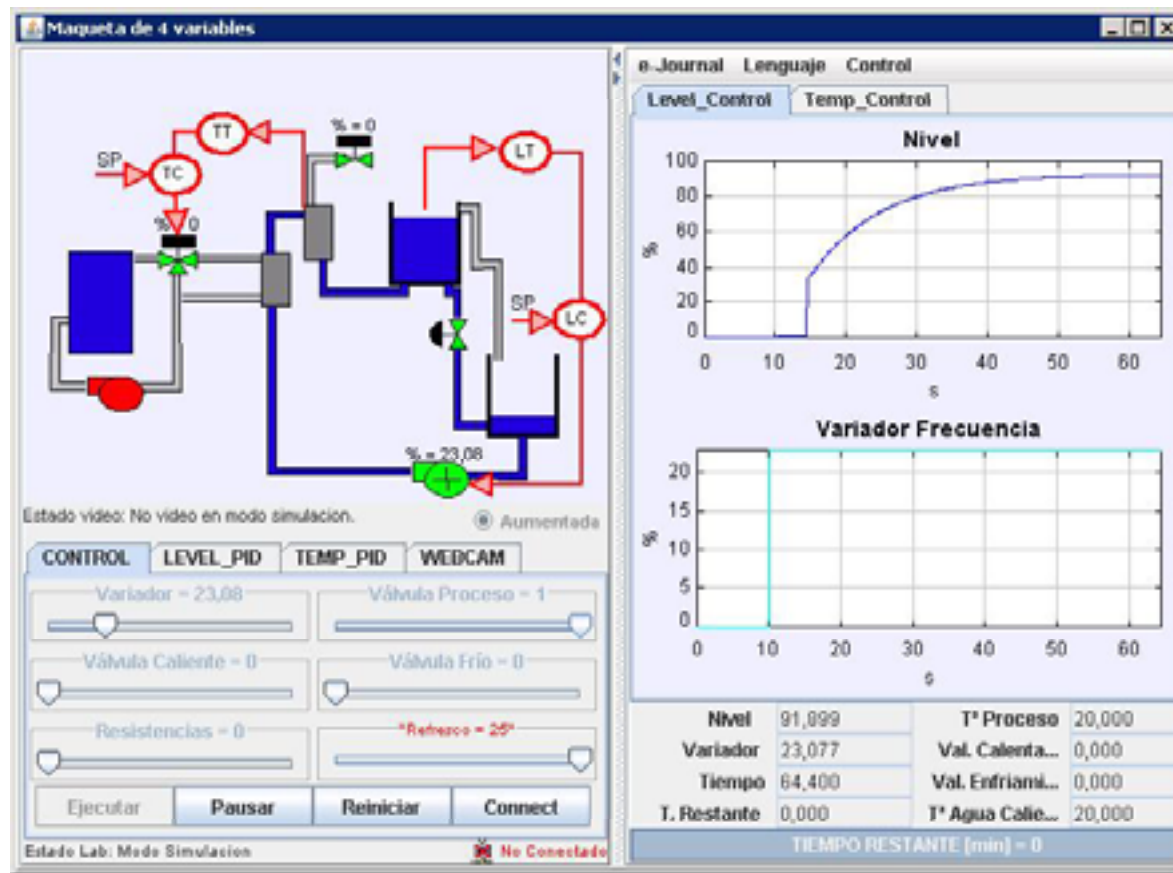 Maqueta de 4 variables
TT
% = 0
LT
SP
TC
% = 0
SP
LC
% = 23,08
Estado video: No video en modo simulacion.
Aumentada
CONTROL LEVEL_PID TEMP_PID WEBCAM
Variador = 23,08 Válvula Proceso = 1
Válvula Caliente = 0 Válvula Frío = 0
Resistencias = 0 "Refresco = 25"
Ejecutar Pausar Reiniciar Connect
Estado Lab: Modo Simulacion No Conectado
e-Journal Lenguaje Control
Level_Control Temp_Control
Nivel
100
80
60
40
20
0
%
0 10 20 30 40 50 60
s
Variador Frecuencia
20
15
10
5
0
%
0 10 20 30 40 50 60
s
Nivel 91,899 Tª Proceso 20,000
Variador 23,077 Val. Calenta... 0,000
Tiempo 64,400 Val. Enfriami... 0,000
T. Restante 0,000 Tª Agua Calie... 20,000
TIEMPO RESTANTE [min] = 0